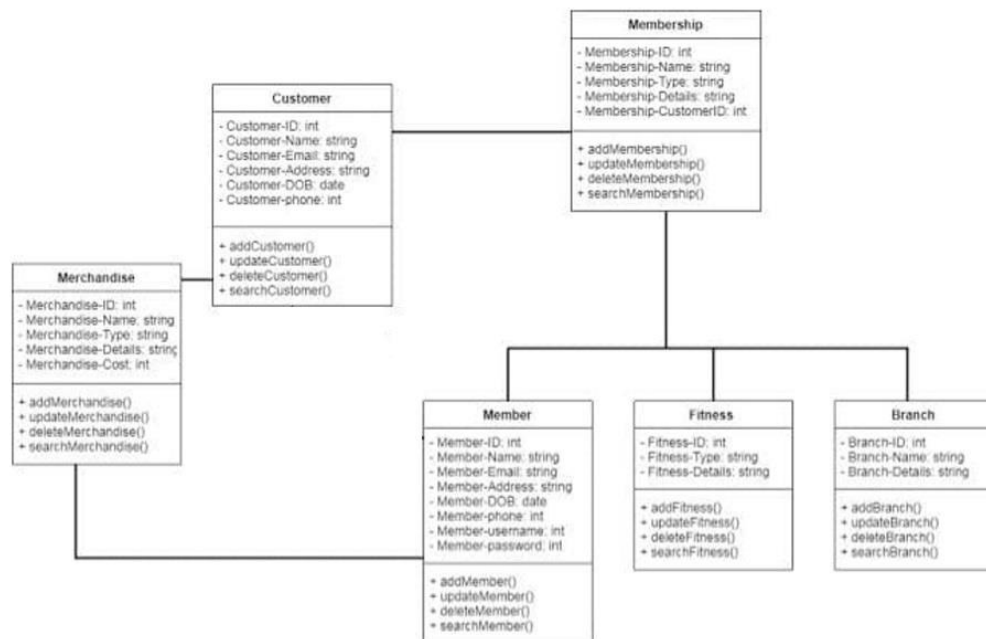 Membership
- Membership-ID: int
- Membership-Name: string
- Membership-Type: string
- Membership-Details: string
- Membership-CustomerID: int
+ addMembership()
+ updateMembership()
+ deleteMembership()
+ searchMembership()
Customer
- Customer-ID: int
- Customer-Name: string
- Customer-Email: string
- Customer-Address: string
- Customer-DOB: date
- Customer-phone: int
+ addCustomer()
+ updateCustomer()
+ deleteCustomer()
+ searchCustomer()
Merchandise
- Merchandise-ID: int
- Merchandise-Name: string
- Merchandise-Type: string
- Merchandise-Details: string
- Merchandise-Cost: int
+ addMerchandise()
+ updateMerchandise()
+ deleteMerchandise()
+ searchMerchandise()
Member
- Member-ID: int
- Member-Name: string
- Member-Email: string
- Member-Address: string
- Member-DOB: date
- Member-phone: int
- Member-username: int
- Member-password: int
+ addMember()
+ updateMember()
+ deleteMember()
+ searchMember()
Fitness
- Fitness-ID: int
- Fitness-Type: string
- Fitness-Details: string
+ addFitness()
+ updateFitness()
+ deleteFitness()
+ searchFitness()
Branch
- Branch-ID: int
- Branch-Name: string
- Branch-Details: string
+ addBranch()
+ updateBranch()
+ deleteBranch()
+ searchBranch()